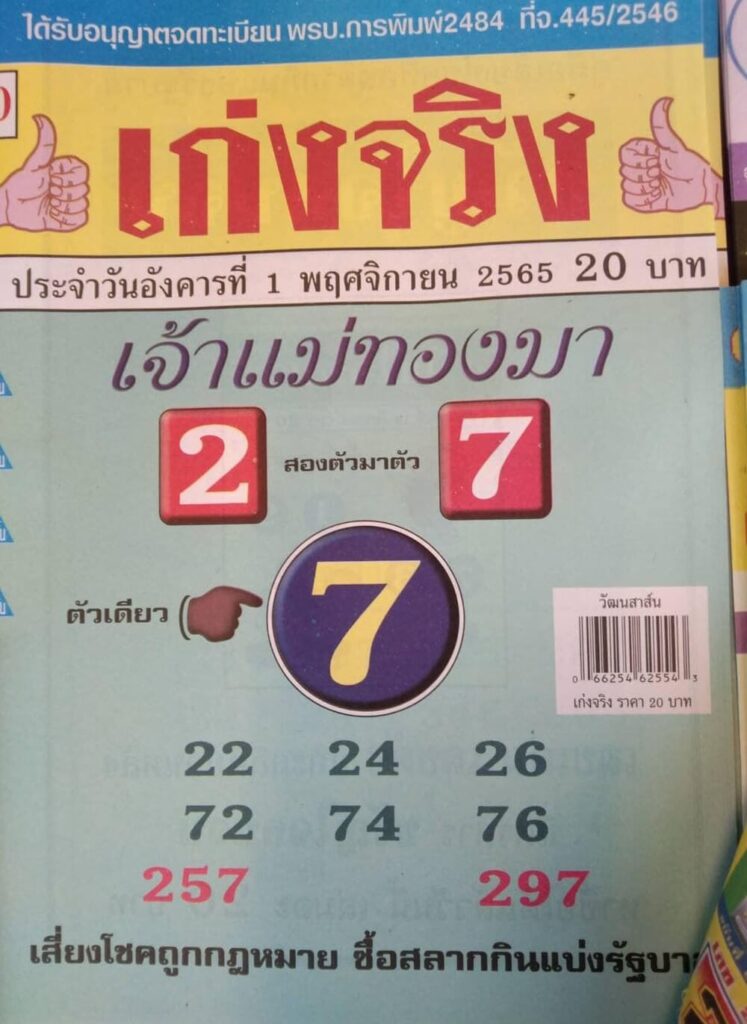 ได้รับอนุญาตจดทะเบียน พรบ.การพิมพ์2484 ที่จ.445/2546
เก่งจริง
ประจำวันอังคารที่ 1 พฤศจิกายน 2565 20 บาท
เจ้าแม่ทองมา
2 สองตัวมาตัว 7
ตัวเดียว 7
วัฒนสาส์น
0 66254 62554 3
เก่งจริง ราคา 20 บาท
22 24 26
72 74 76
257 297
เสี่ยงโชคถูกกฎหมาย ซื้อสลากกินแบ่งรัฐบา